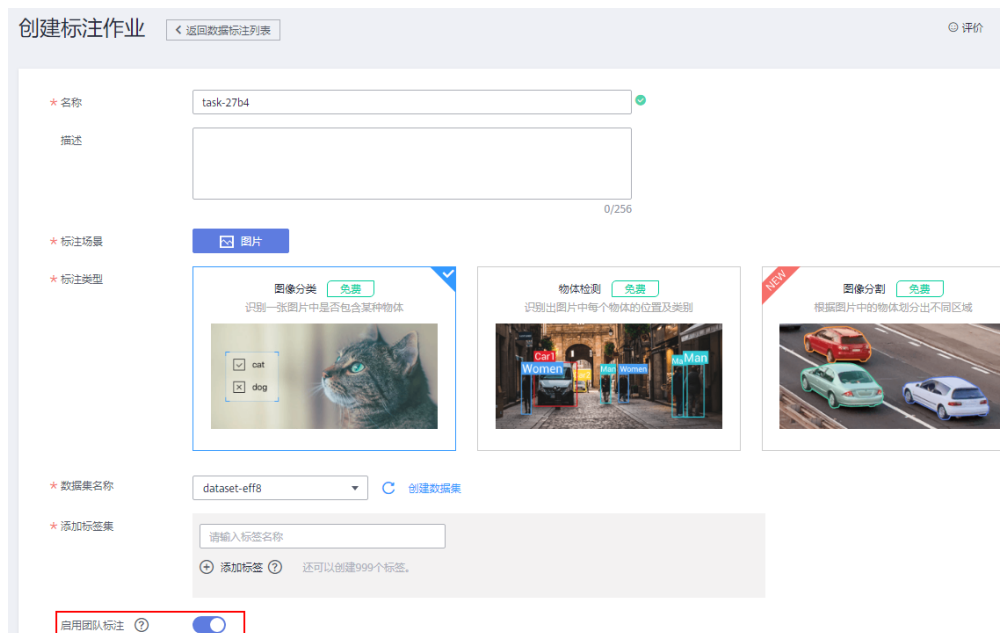 创建标注作业
返回数据标注列表
评价
* 名称
task-27b4
描述
0/256
* 标注场景
图片
* 标注类型
图像分类 免费
识别一张图片中是否包含某种物体
cat
dog
物体检测 免费
识别出图片中每个物体的位置及类别
Car1
Women
Man
Women
Ma
Man
NEW
图像分割 免费
根据图片中的物体划分出不同区域
* 数据集名称
dataset-eff8
创建数据集
* 添加标签集
请输入标签名称
添加标签 ? 还可以创建999个标签。
启用团队标注 ?